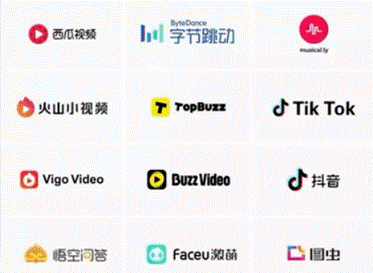 西瓜视频
ByteDance
字节跳动
musical.ly
火山小视频
TopBuzz
Tik Tok
Vigo Video
BuzzVideo
抖音
悟空问答
Faceu激萌
图虫